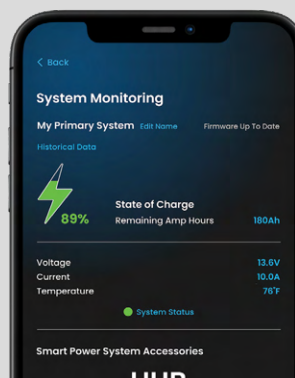 Back
System Monitoring
My Primary System Edit Name Firmware Up To Date
Historical Data
89%
State of Charge
Remaining Amp Hours 180Ah
Voltage 13.6V
Current 10.0A
Temperature 76°F
System Status
Smart Power System Accessories
HUB